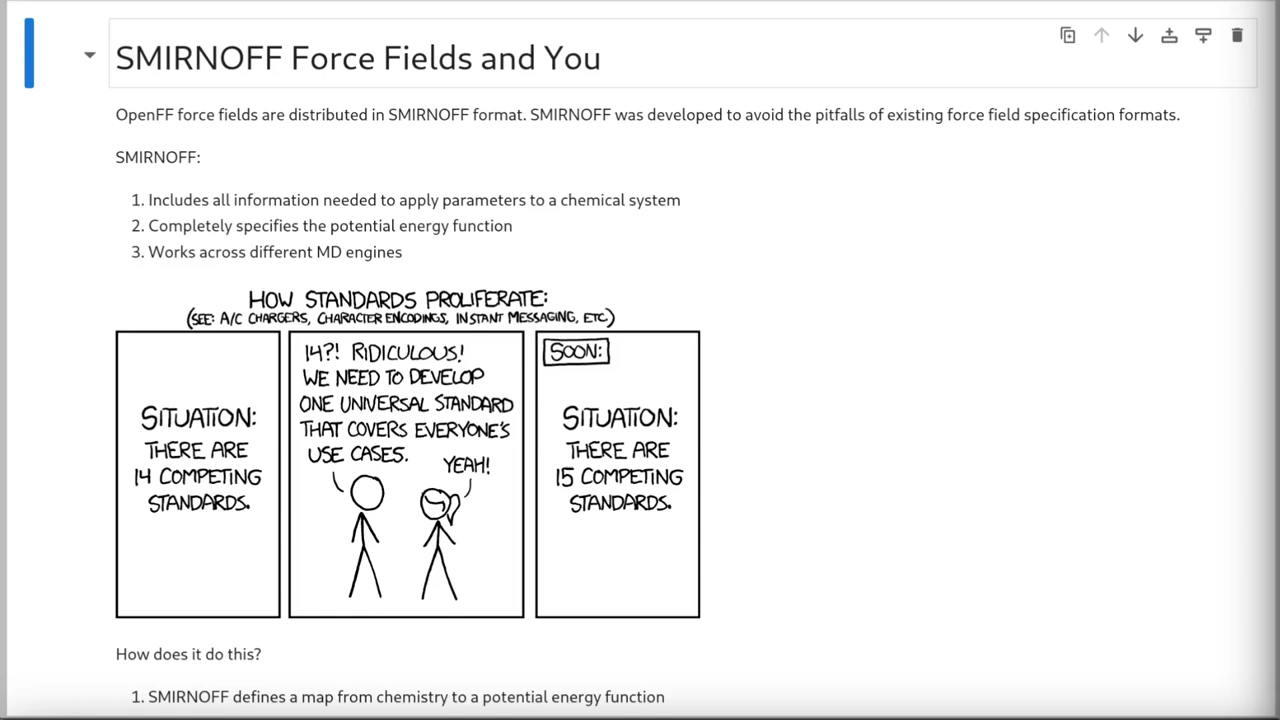 SMIRNOFF Force Fields and You
OpenFF force fields are distributed in SMIRNOFF format. SMIRNOFF was developed to avoid the pitfalls of existing force field specification formats.
SMIRNOFF:
1. Includes all information needed to apply parameters to a chemical system
2. Completely specifies the potential energy function
3. Works across different MD engines
HOW STANDARDS PROLIFERATE:
(SEE: A/C CHARGERS, CHARACTER ENCODINGS, INSTANT MESSAGING, ETC.)
SITUATION:
THERE ARE
14 COMPETING
STANDARDS.
14?! RIDICULOUS!
WE NEED TO DEVELOP
ONE UNIVERSAL STANDARD
THAT COVERS EVERYONE'S
USE CASES.
YEAH!
SOON:
SITUATION:
THERE ARE
15 COMPETING
STANDARDS.
How does it do this?
1. SMIRNOFF defines a map from chemistry to a potential energy function